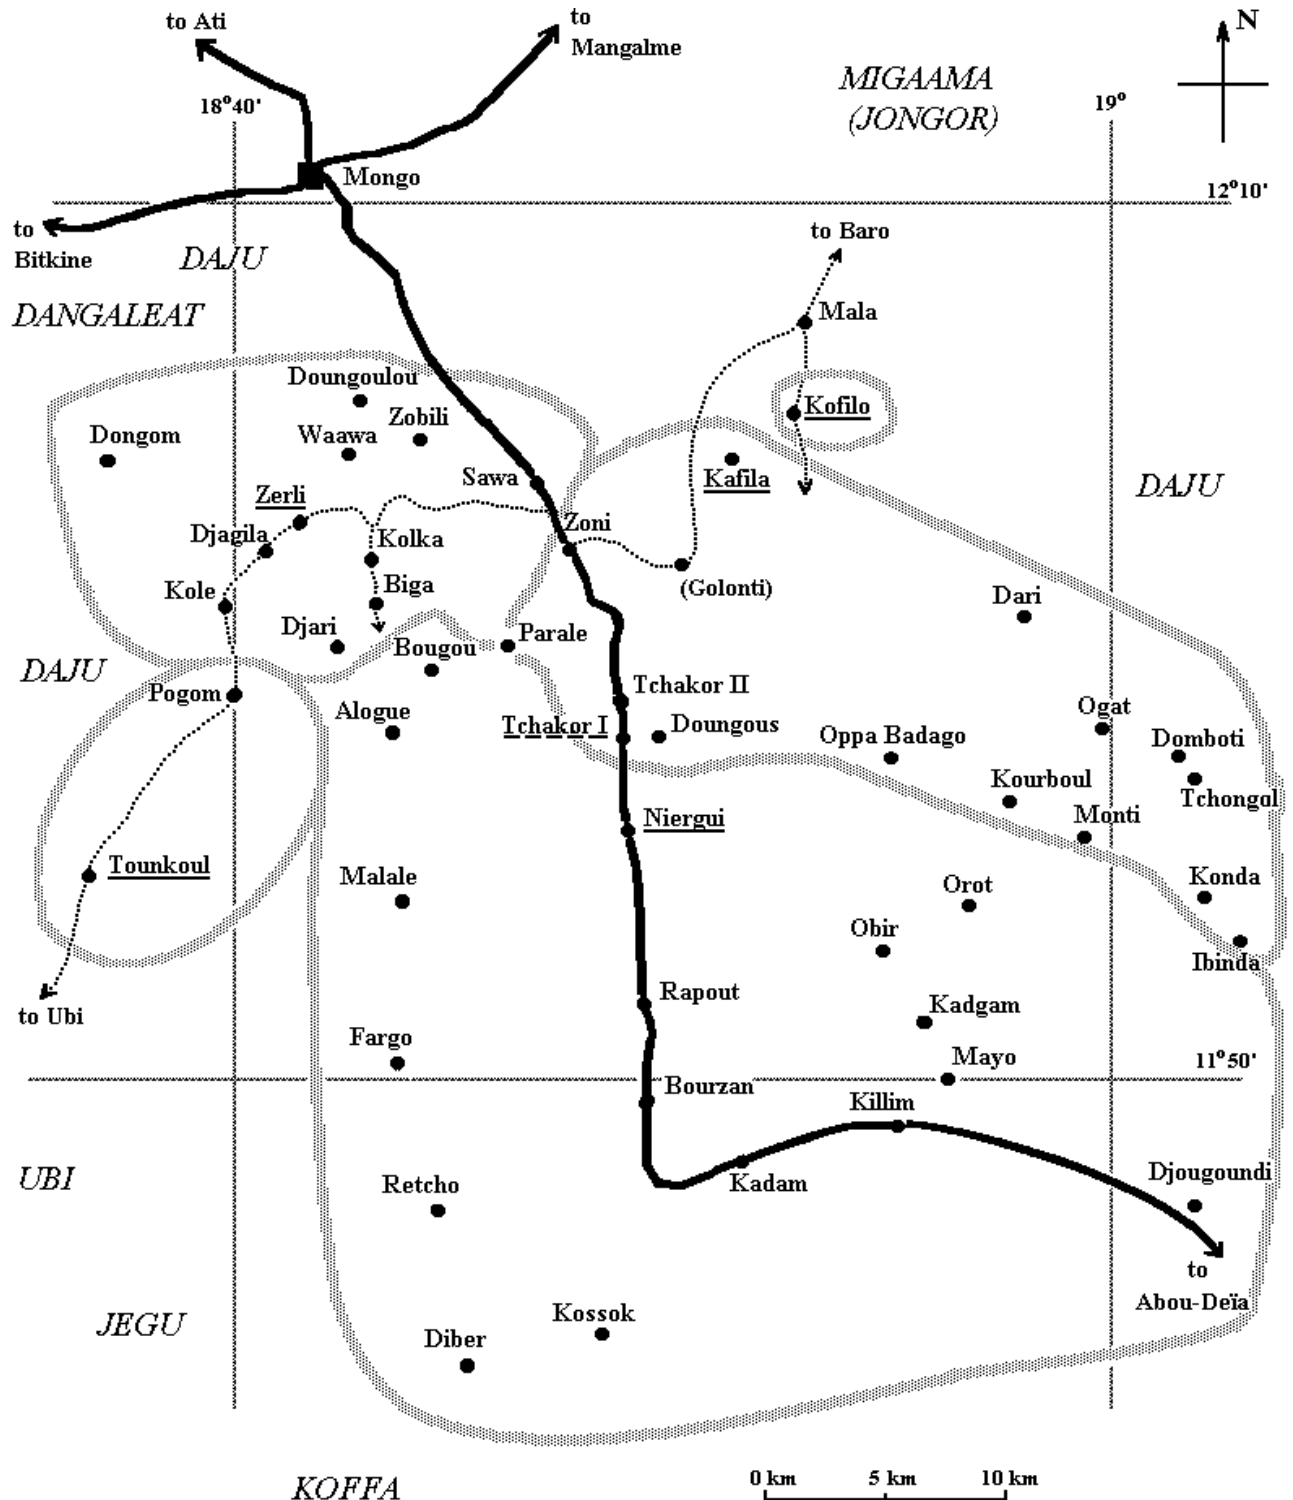 to Ati
to
Mangalme
N
MIGAAMA
(JONGOR)
18°40'
19°
Mongo
12°10'
to
Bitkine
DAJU
to Baro
DANGALEAT
Mala
Doungoulou
Zobili
Kofilo
Dongom
Waawa
Sawa
Kafila
DAJU
Zerli
Zoni
Djagila
Kolka
Kole
Biga
(Golonti)
Dari
Djari
Parale
Bougou
DAJU
Pogom
Tchakor II
Alogue
Tchakor I
Doungous
Ogat
Oppa Badago
Domboti
Kourboul
Tchongol
Niergui
Monti
Tounkoul
Malale
Orot
Konda
Obir
Ibinda
Rapout
to Ubi
Kadgam
Fargo
Mayo
11°50'
Bourzan
Killim
UBI
Retcho
Kadam
Djougoundi
to
Abou-Deïa
JEGU
Kossok
Diber
KOFFA
0 km
5 km
10 km